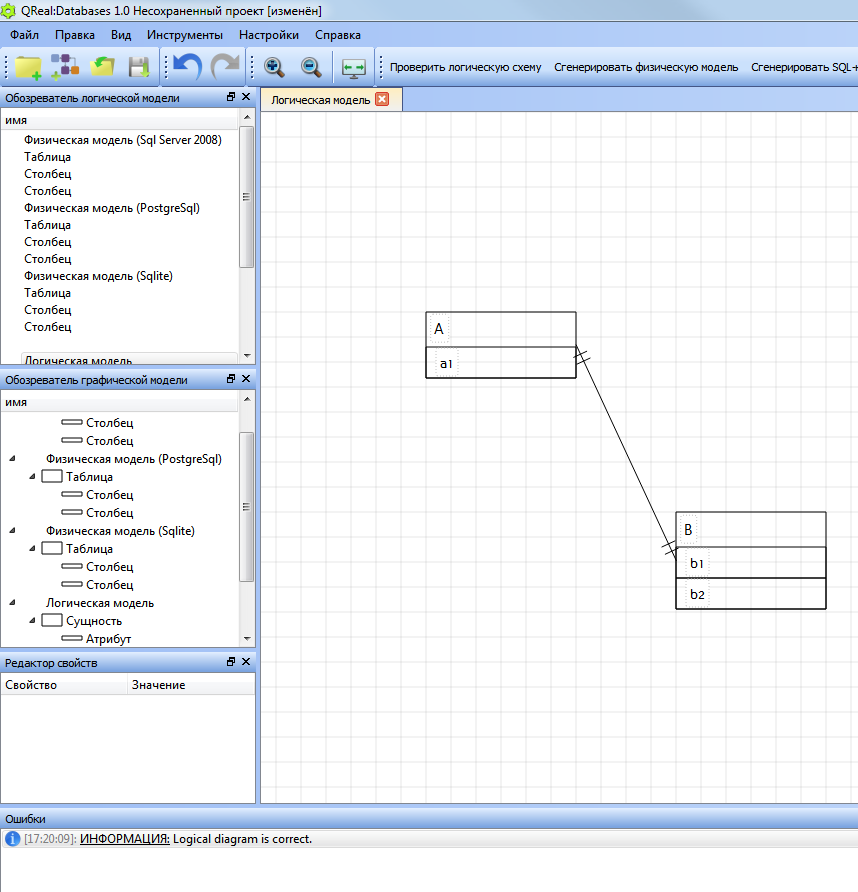 QReal:Databases 1.0 Несохраненный проект [изменён]
Файл Правка Вид Инструменты Настройки Справка
Проверить логическую схему Сгенерировать физическую модель Сгенерировать SQL-
Обозреватель логической модели
имя
Физическая модель (Sql Server 2008)
Таблица
Столбец
Столбец
Физическая модель (PostgreSql)
Таблица
Столбец
Столбец
Физическая модель (Sqlite)
Таблица
Столбец
Столбец
Логическая модель
Обозреватель графической модели
имя
Столбец
Столбец
Физическая модель (PostgreSql)
Таблица
Столбец
Столбец
Физическая модель (Sqlite)
Таблица
Столбец
Столбец
Логическая модель
Сущность
Атрибут
Редактор свойств
Свойство Значение
Логическая модель
A
a1
B
b1
b2
Ошибки
[17:20:09]: ИНФОРМАЦИЯ: Logical diagram is correct.